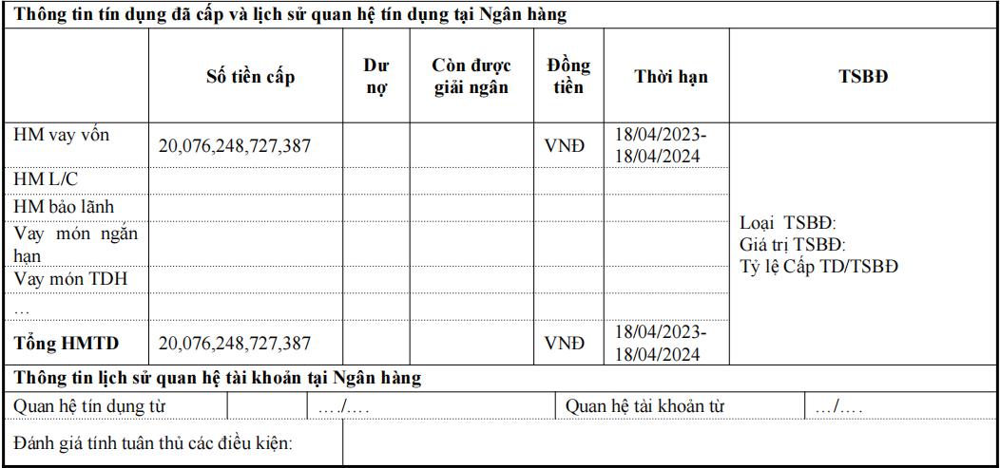 Thông tin tín dụng đã cấp và lịch sử quan hệ tín dụng tại Ngân hàng
Số tiền cấp Dư nợ Còn được giải ngân Đồng tiền Thời hạn TSBĐ
HM vay vốn 20,076,248,727,387 VNĐ 18/04/2023-
18/04/2024
HM L/C
HM bảo lãnh
Vay món ngắn
hạn
Vay món TDH
…
Tổng HMTD 20,076,248,727,387 VNĐ 18/04/2023-
18/04/2024
Loại TSBĐ:
Giá trị TSBĐ:
Tỷ lệ Cấp TD/TSBĐ
Thông tin lịch sử quan hệ tài khoản tại Ngân hàng
Quan hệ tín dụng từ …./…. Quan hệ tài khoản từ …/….
Đánh giá tính tuân thủ các điều kiện: